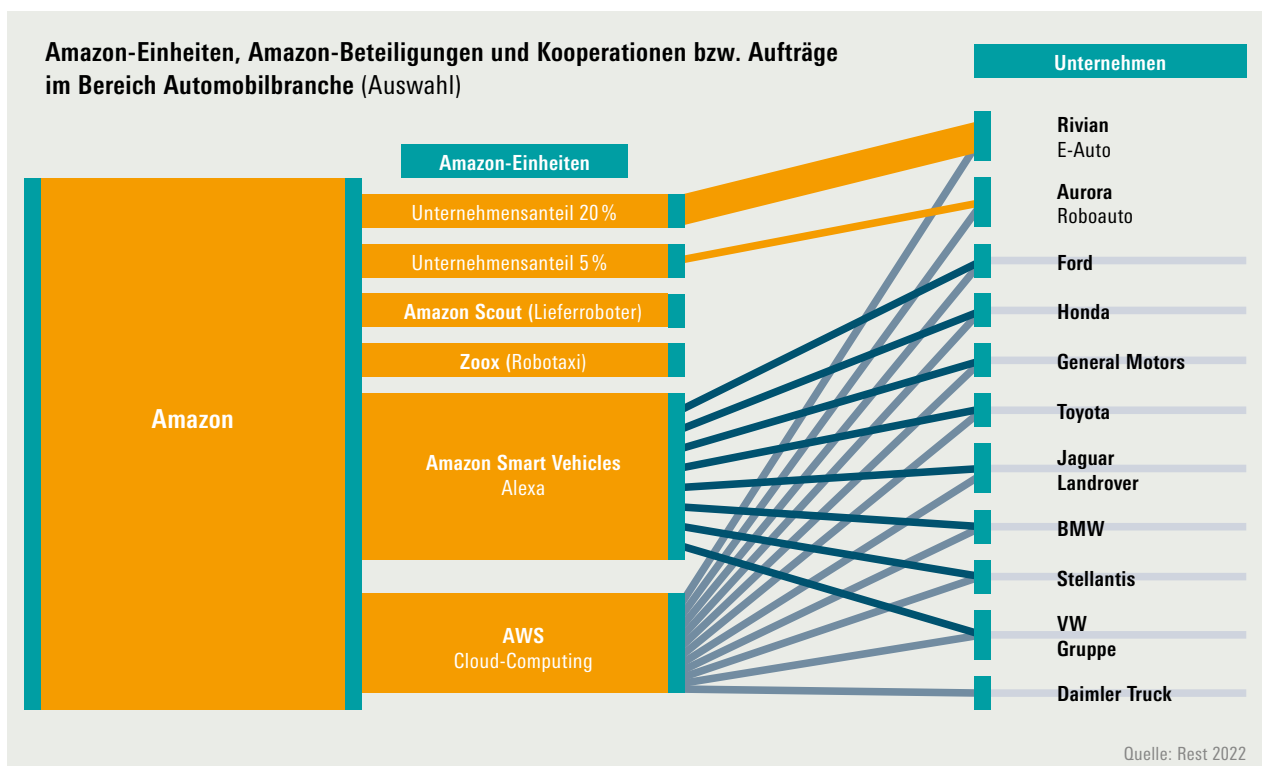 Amazon-Einheiten, Amazon-Beteiligungen und Kooperationen bzw. Aufträge
im Bereich Automobilbranche (Auswahl)
Amazon
Amazon-Einheiten
Unternehmensanteil 20 %
Unternehmensanteil 5 %
Amazon Scout (Lieferroboter)
Zoox (Robotaxi)
Amazon Smart Vehicles
Alexa
AWS
Cloud-Computing
Unternehmen
Rivian
E-Auto
Aurora
Roboauto
Ford
Honda
General Motors
Toyota
Jaguar
Landrover
BMW
Stellantis
VW
Gruppe
Daimler Truck
Quelle: Rest 2022